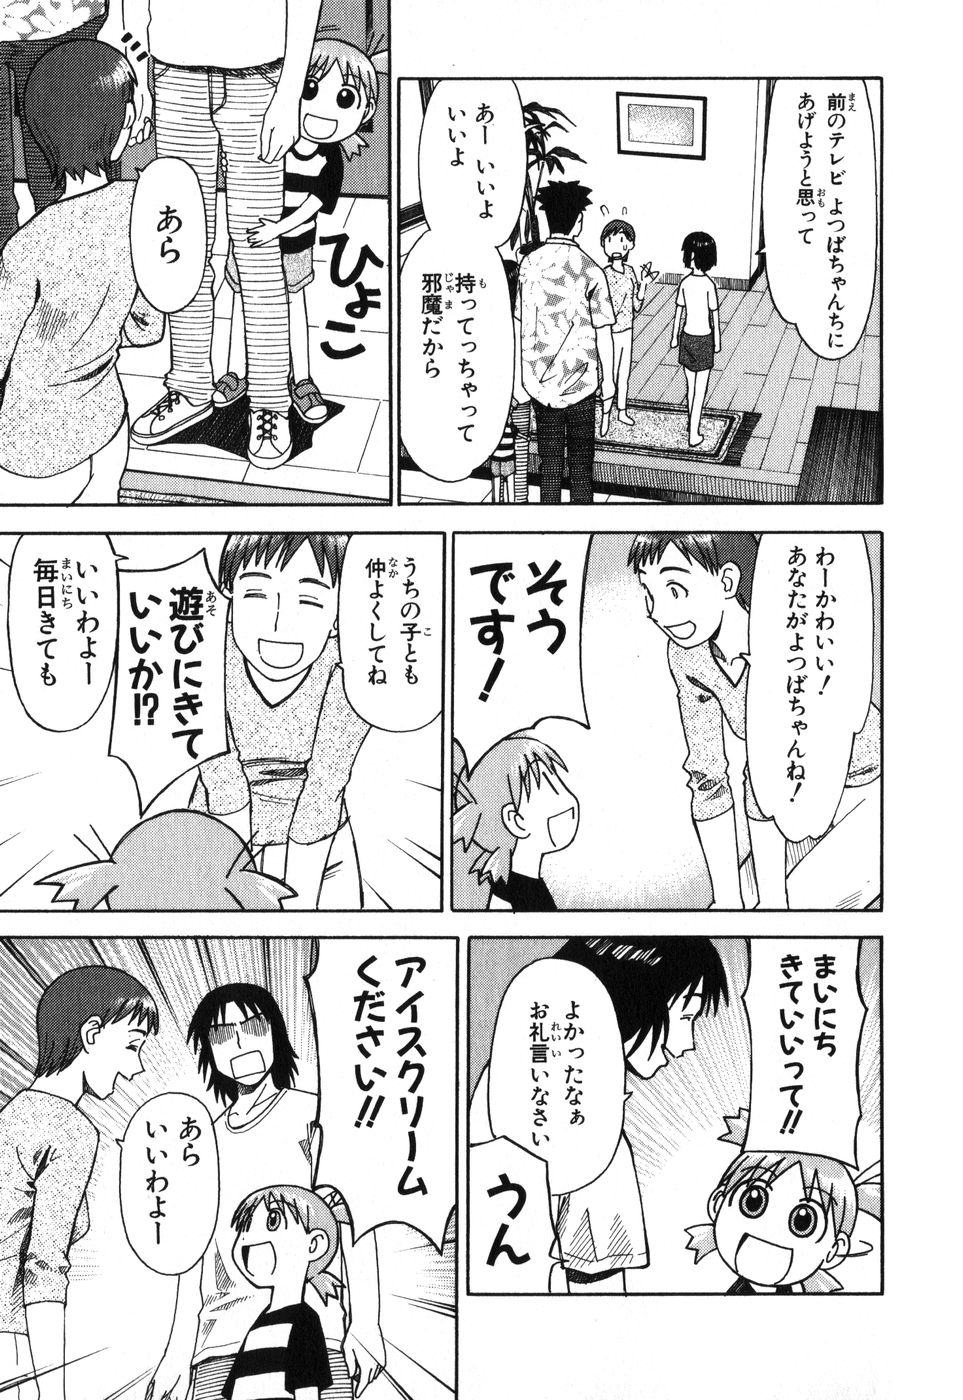 前のテレビ よつばちゃんちに
あげようと思って
あー いいよ
いいよ
持ってっちゃって
邪魔だから
ひょこ
あら
わーかわいい！
あなたがよつばちゃんね！
そう
です！
うちの子とも
仲よくしてね
遊びにきて
いいか!?
いいわよー
毎日きても
まいにち
きていいって!!
よかったなぁ
お礼言いなさい
うん
アイスクリーム
ください!!
あら
いいわよー